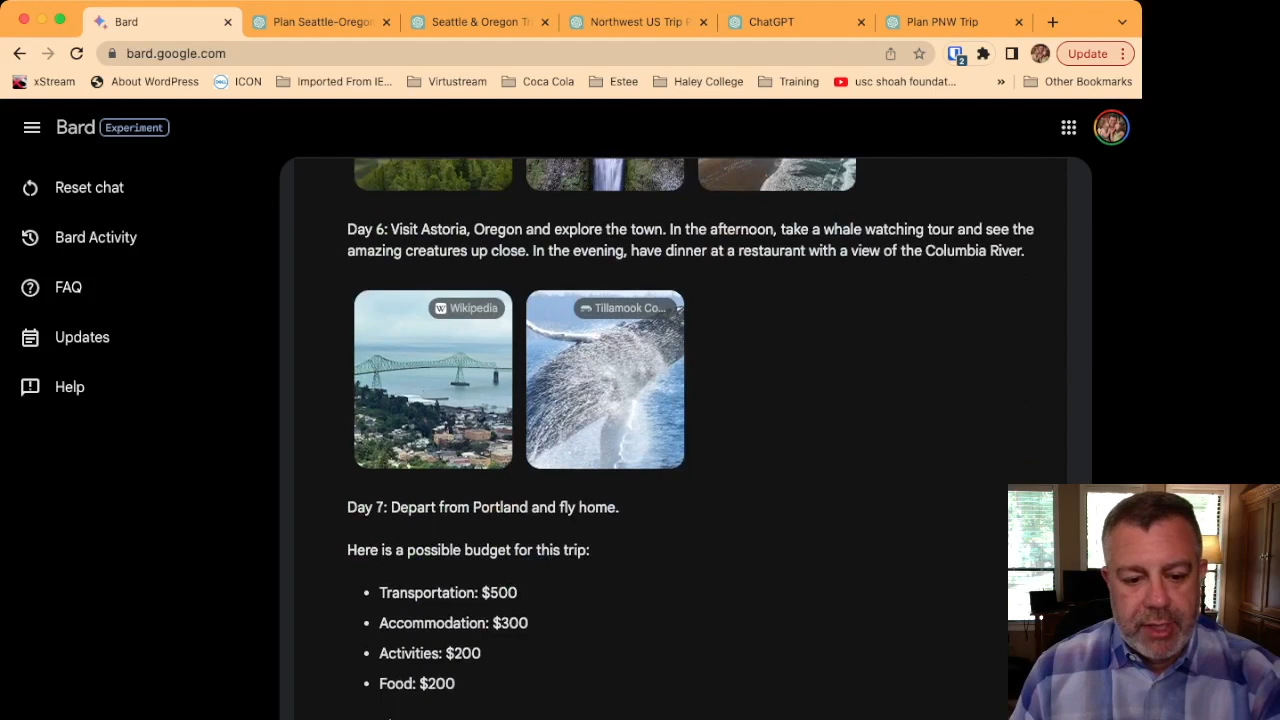 Bard
Plan Seattle-Oregon
Seattle & Oregon Tr
Northwest US Trip P
ChatGPT
Plan PNW Trip
bard.google.com
2
Update
xStream
About WordPress
ICON
Imported From IE...
Virtustream
Coca Cola
Estee
Haley College
Training
usc shoah foundat...
»
Other Bookmarks
Bard Experiment
Reset chat
Bard Activity
FAQ
Updates
Help
Day 6: Visit Astoria, Oregon and explore the town. In the afternoon, take a whale watching tour and see the
amazing creatures up close. In the evening, have dinner at a restaurant with a view of the Columbia River.
W Wikipedia
Tillamook Co...
Day 7: Depart from Portland and fly home.
Here is a possible budget for this trip:
• Transportation: $500
• Accommodation: $300
• Activities: $200
• Food: $200